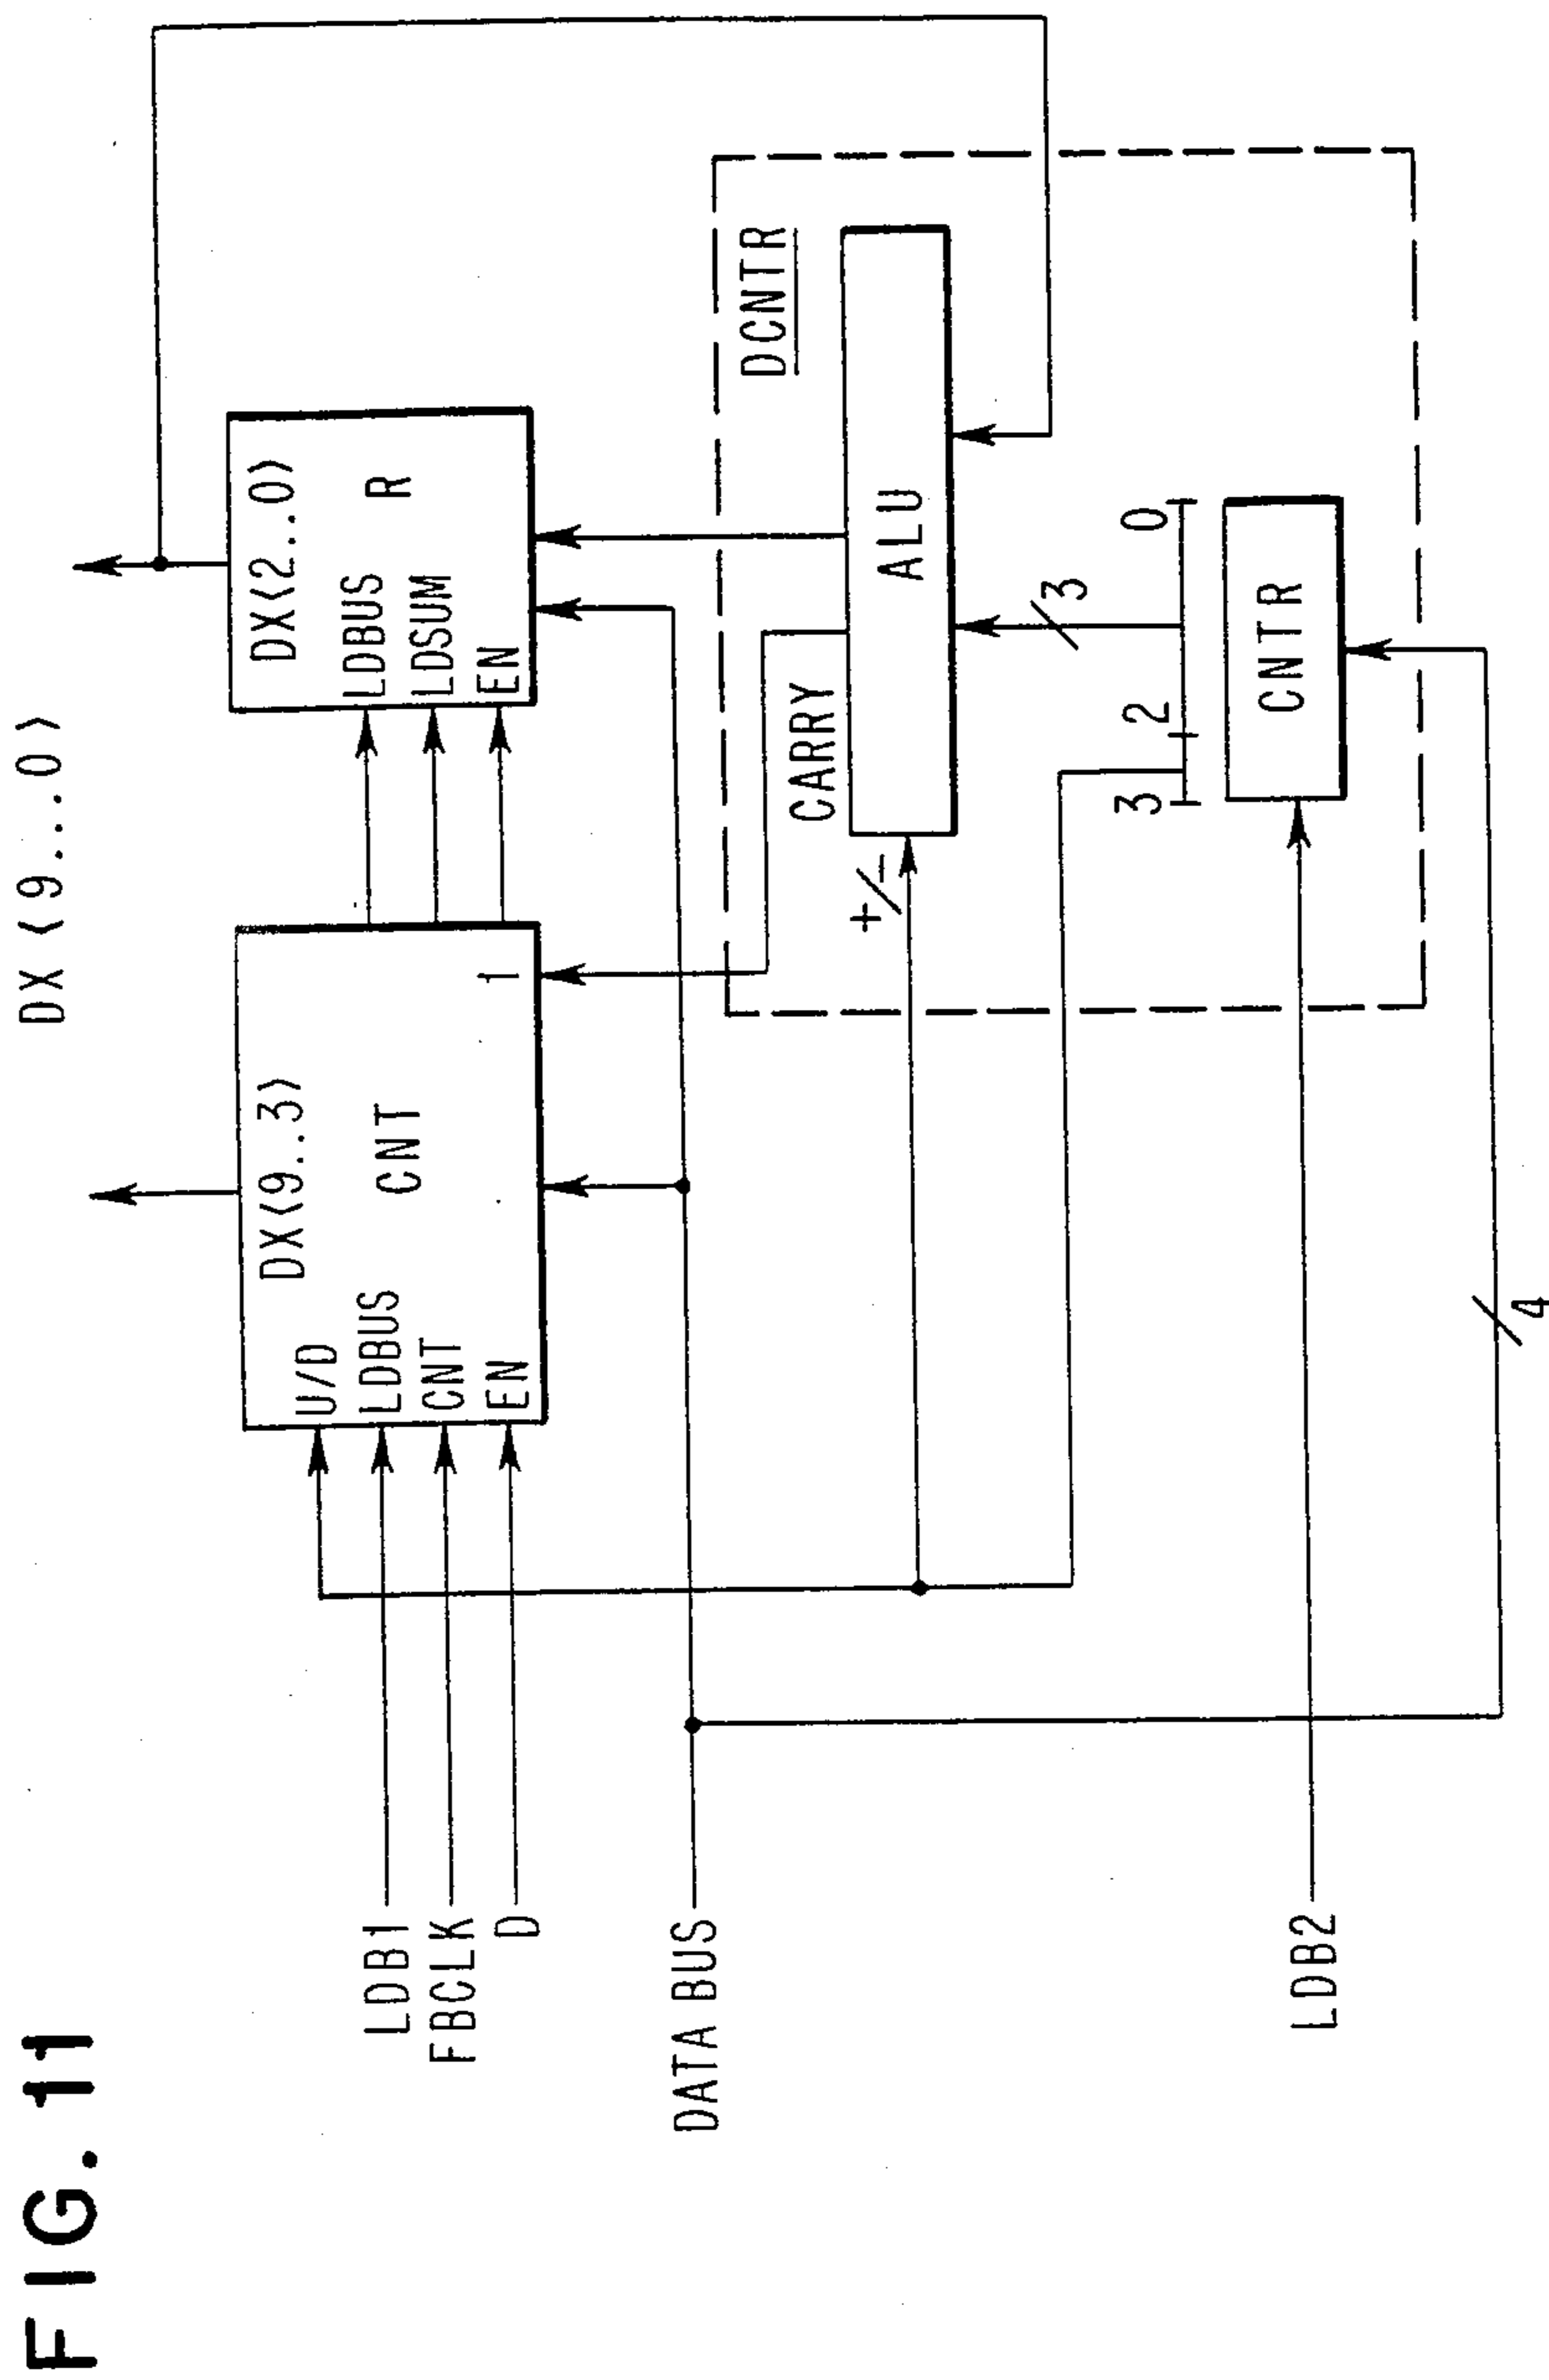 FIG. 11
DX <9...0>
DX<9..3>
U/D
LDBUS
CNT
EN
CNT
1
DX<2..0>
R
LDBUS
LDSUM
EN
LDB1
FBCLK
D
DATA BUS
DCNTR
CARRY
+/-
ALU
3
3
2
0
CNTR
LDB2
4